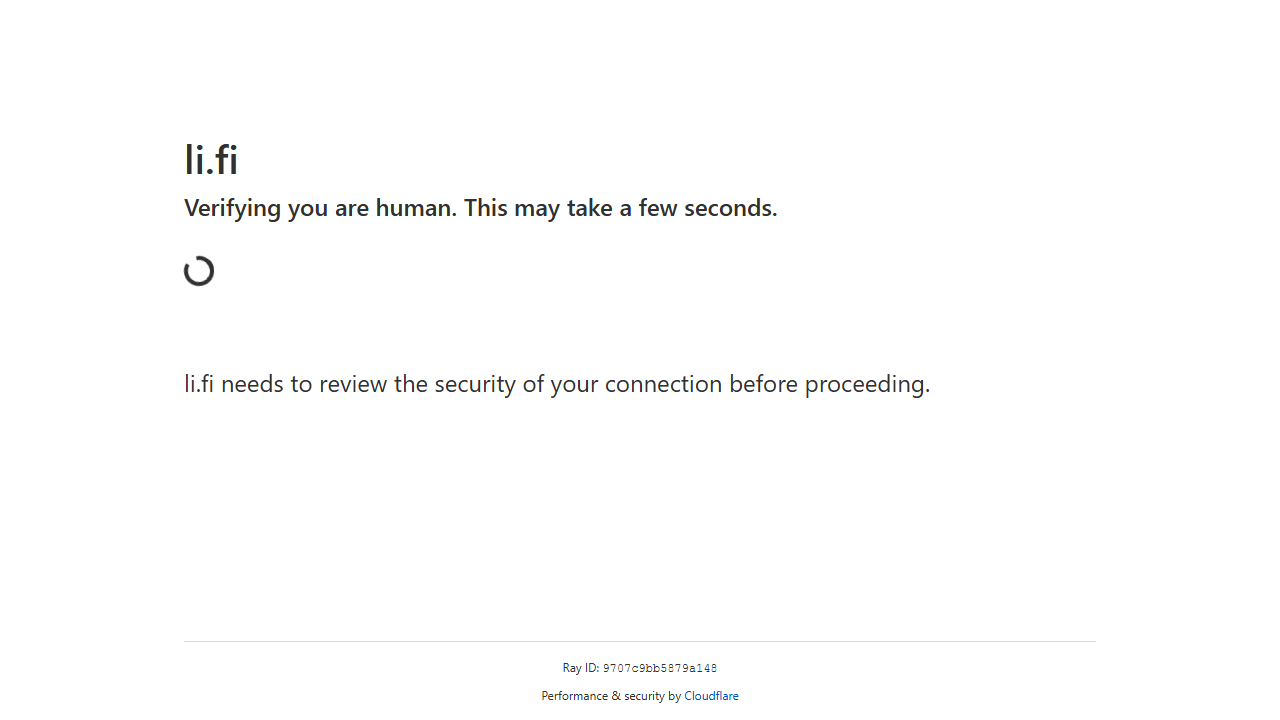 li.fi
Verifying you are human. This may take a few seconds.
li.fi needs to review the security of your connection before proceeding.
Ray ID: 9707c9bb5879a148
Performance & security by Cloudflare